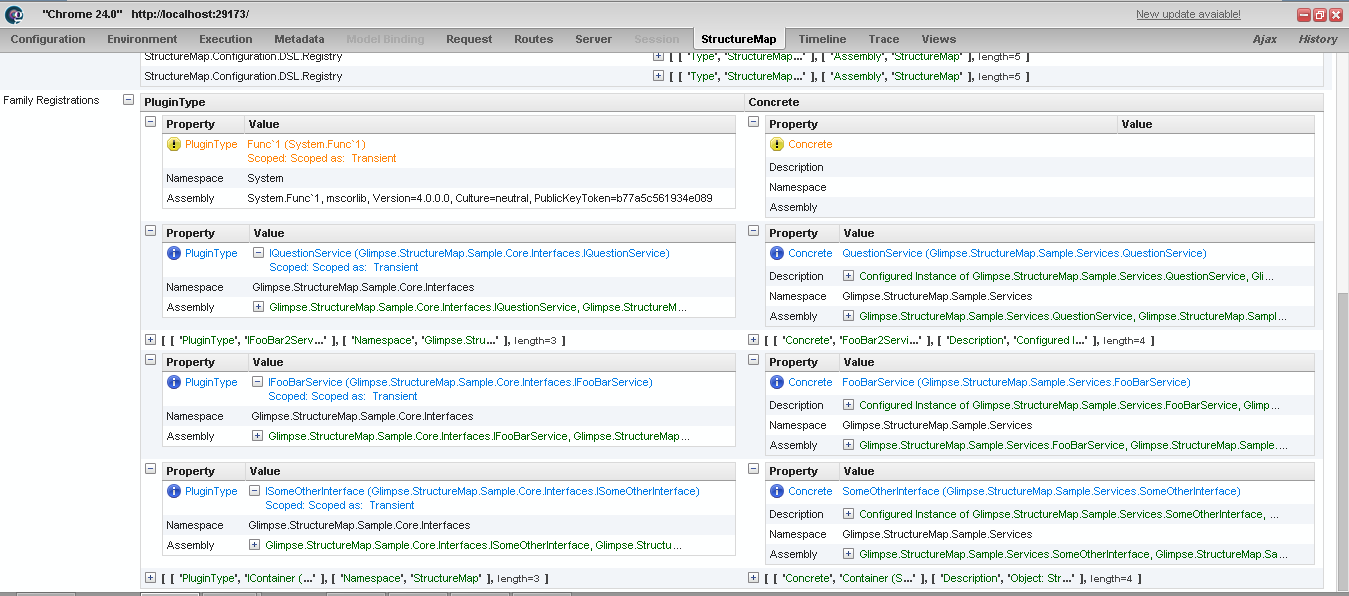 "Chrome 24.0" http://localhost:29173/ New update avaiable!
Configuration Environment Execution Metadata Model Binding Request Routes Server Session StructureMap Timeline Trace Views Ajax History
StructureMap.Configuration.DSL.Registry [ [ "Type", "StructureMap..." ], [ "Assembly", "StructureMap" ], length=5 ]
StructureMap.Configuration.DSL.Registry [ [ "Type", "StructureMap..." ], [ "Assembly", "StructureMap" ], length=5 ]
Family Registrations PluginType Concrete
Property Value Property Value
PluginType Func`1 (System.Func`1) Concrete
Scoped: Scoped as: Transient
Description
Namespace System
Namespace
Assembly System.Func`1, mscorlib, Version=4.0.0.0, Culture=neutral, PublicKeyToken=b77a5c561934e089
Assembly
Property Value Property Value
PluginType IQuestionService (Glimpse.StructureMap.Sample.Core.Interfaces.IQuestionService) Concrete QuestionService (Glimpse.StructureMap.Sample.Services.QuestionService)
Scoped: Scoped as: Transient
Description Configured Instance of Glimpse.StructureMap.Sample.Services.QuestionService, Gli...
Namespace Glimpse.StructureMap.Sample.Core.Interfaces
Namespace Glimpse.StructureMap.Sample.Services
Assembly Glimpse.StructureMap.Sample.Core.Interfaces.IQuestionService, Glimpse.StructureM...
Assembly Glimpse.StructureMap.Sample.Services.QuestionService, Glimpse.StructureMap.Sampl...
[ [ "PluginType", "IFooBar2Serv..." ], [ "Namespace", "Glimpse.Stru..." ], length=3 ] [ [ "Concrete", "FooBar2Servi..." ], [ "Description", "Configured I..." ], length=4 ]
Property Value Property Value
PluginType IFooBarService (Glimpse.StructureMap.Sample.Core.Interfaces.IFooBarService) Concrete FooBarService (Glimpse.StructureMap.Sample.Services.FooBarService)
Scoped: Scoped as: Transient
Description Configured Instance of Glimpse.StructureMap.Sample.Services.FooBarService, Glimp...
Namespace Glimpse.StructureMap.Sample.Core.Interfaces
Namespace Glimpse.StructureMap.Sample.Services
Assembly Glimpse.StructureMap.Sample.Core.Interfaces.IFooBarService, Glimpse.StructureMap...
Assembly Glimpse.StructureMap.Sample.Services.FooBarService, Glimpse.StructureMap.Sample....
Property Value Property Value
PluginType ISomeOtherInterface (Glimpse.StructureMap.Sample.Core.Interfaces.ISomeOtherInterface) Concrete SomeOtherInterface (Glimpse.StructureMap.Sample.Services.SomeOtherInterface)
Scoped: Scoped as: Transient
Description Configured Instance of Glimpse.StructureMap.Sample.Services.SomeOtherInterface, ...
Namespace Glimpse.StructureMap.Sample.Core.Interfaces
Namespace Glimpse.StructureMap.Sample.Services
Assembly Glimpse.StructureMap.Sample.Core.Interfaces.ISomeOtherInterface, Glimpse.Structu...
Assembly Glimpse.StructureMap.Sample.Services.SomeOtherInterface, Glimpse.StructureMap.Sa...
[ [ "PluginType", "IContainer (..." ], [ "Namespace", "StructureMap" ], length=3 ] [ [ "Concrete", "Container (S..." ], [ "Description", "Object: Str..." ], length=4 ]